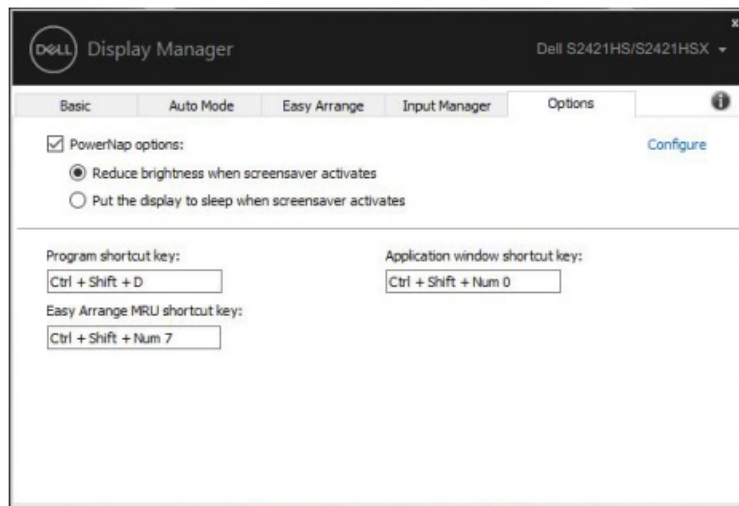 x
DELL Display Manager Dell S2421HS/S2421HSX
Basic Auto Mode Easy Arrange Input Manager Options i
PowerNap options: Configure
Reduce brightness when screensaver activates
Put the display to sleep when screensaver activates
Program shortcut key: Application window shortcut key:
Ctrl + Shift + D Ctrl + Shift + Num 0
Easy Arrange MRU shortcut key:
Ctrl + Shift + Num 7